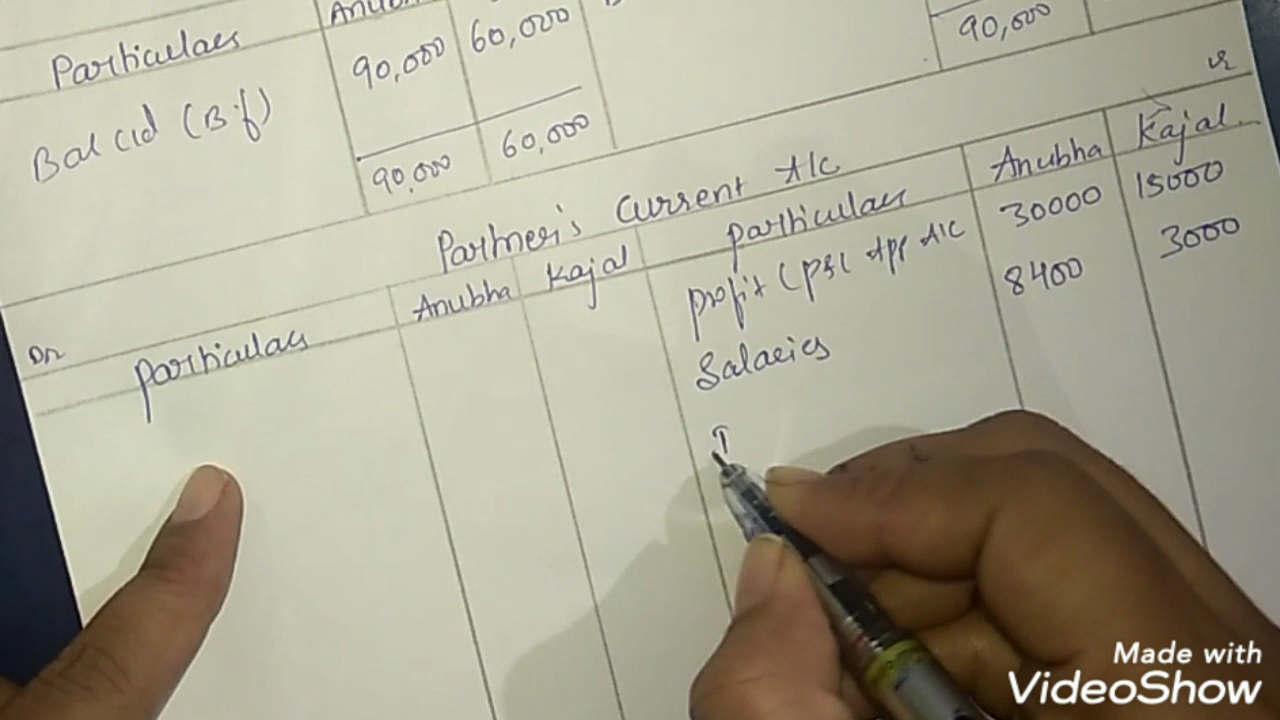 Particulars Anub
Bal c/d (B.f) 90,000 60,000
90,000 60,000
90,000
Partner's Current A/C
Dr Particulars Anubha Kajal Particulars Anubha Kajal
Profit (P&L App A/C 30000 15000
Salaries 8400 3000
I
Made with
VideoShow